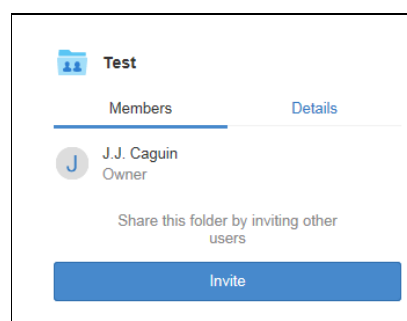 Test
Members Details
J
J.J. Caguin
Owner
Share this folder by inviting other
users
Invite